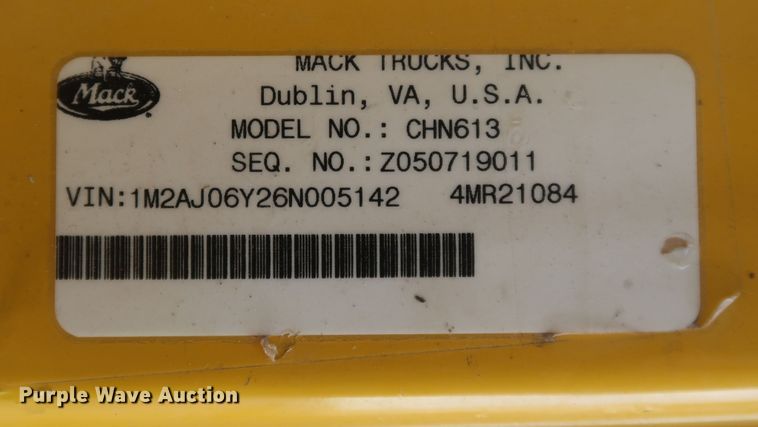 MACK TRUCKS, INC.
Mack
Dublin, VA, U.S.A.
MODEL NO.: CHN613
SEQ. NO.:Z050719011
VIN:1M2AJ06Y26N005142 4MR21084
Purple Wave Auction